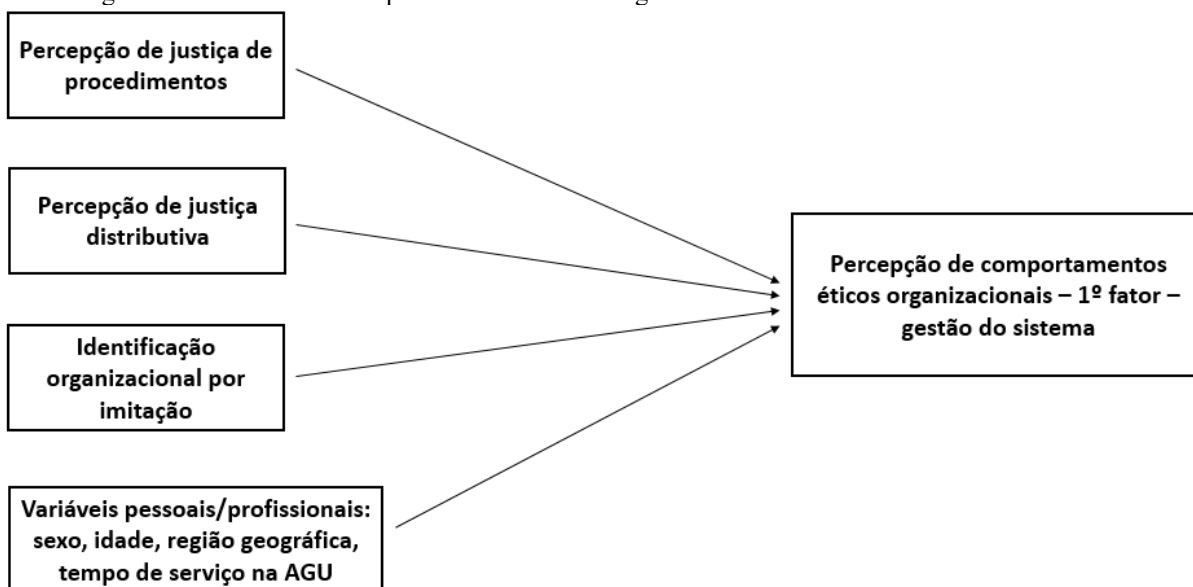 Percepção de justiça de
procedimentos
Percepção de justiça
distributiva
Percepção de comportamentos
éticos organizacionais – 1º fator –
gestão do sistema
Identificação
organizacional por
imitação
Variáveis pessoais/profissionais:
sexo, idade, região geográfica,
tempo de serviço na AGU